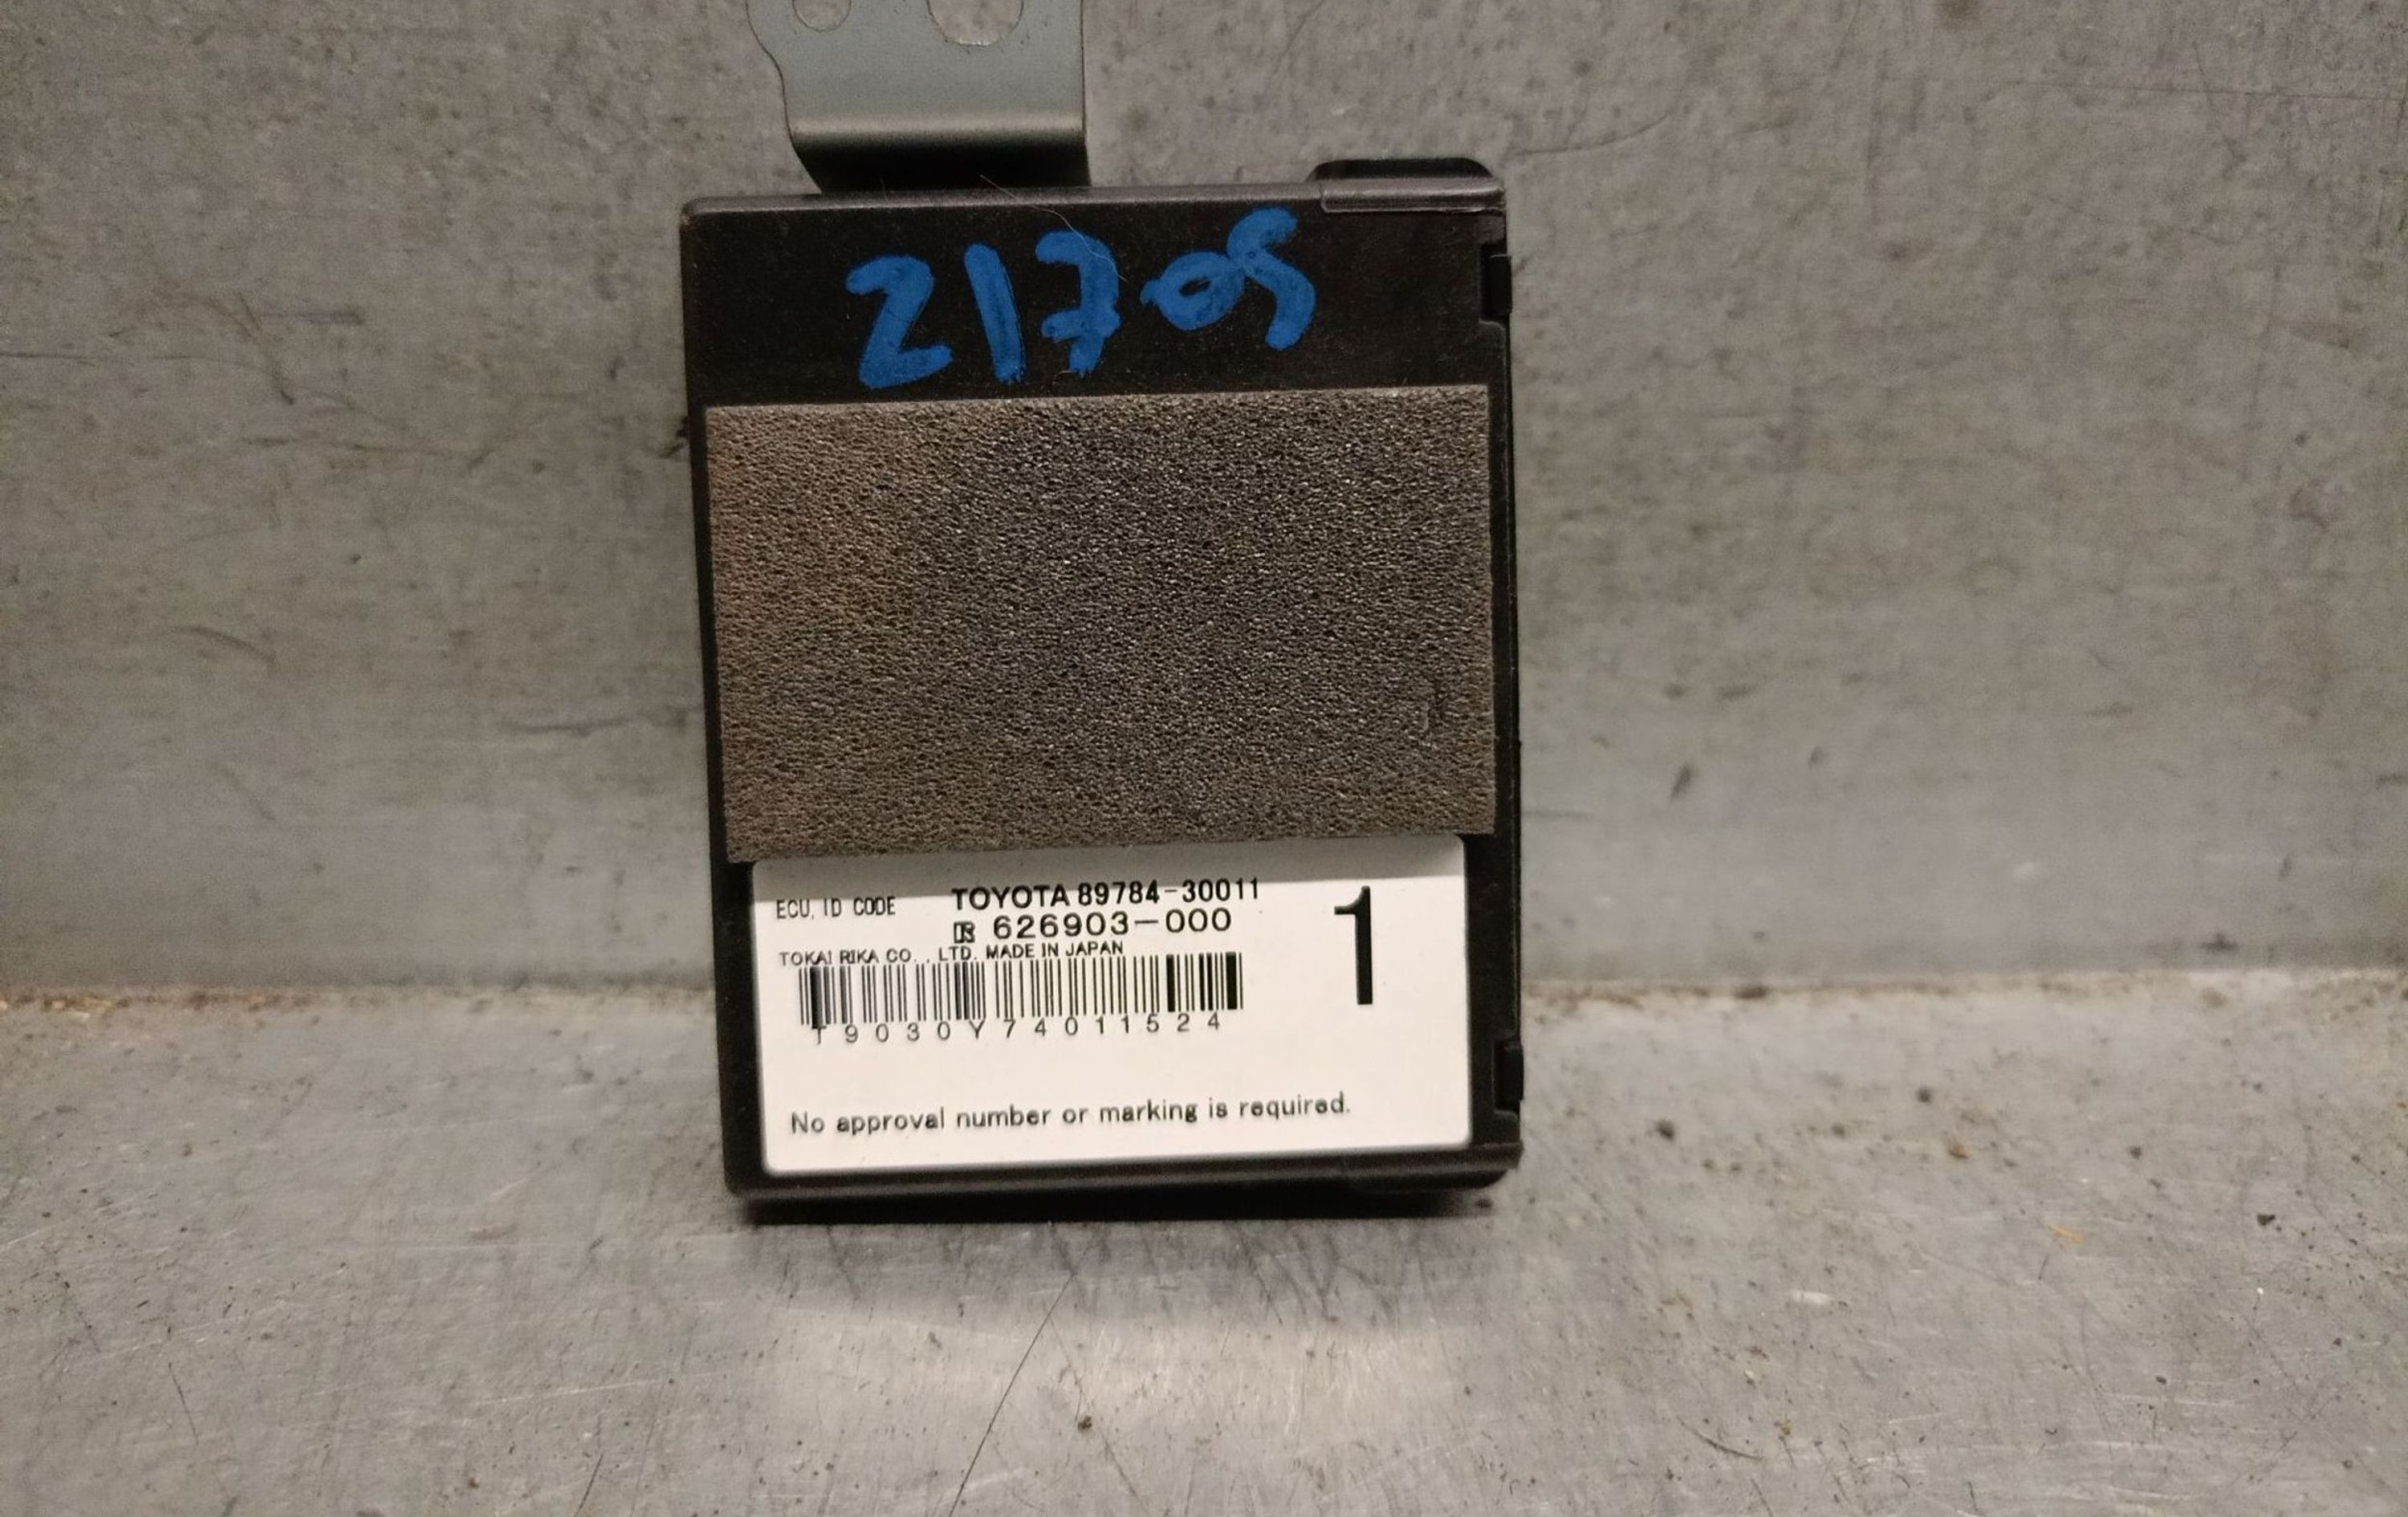 21705
ECU, ID CODE TOYOTA 89784-30011
626903-000
1
TOKAI RIKA CO., LTD. MADE IN JAPAN
T9030Y74011524
No approval number or marking is required.